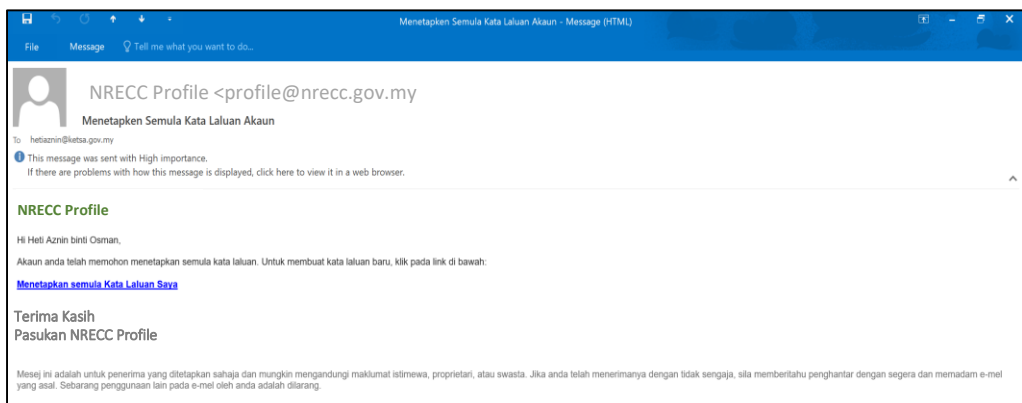 Menetapken Semula Kata Laluan Akaun - Message (HTML)
File Message Tell me what you want to do...
NRECC Profile <profile@nrecc.gov.my
Menetapken Semula Kata Laluan Akaun
To hetiaznin@ketsa.gov.my
This message was sent with High importance.
If there are problems with how this message is displayed, click here to view it in a web browser.
NRECC Profile
Hi Heti Aznin binti Osman,
Akaun anda telah memohon menetapkan semula kata laluan. Untuk membuat kata laluan baru, klik pada link di bawah:
Menetapkan semula Kata Laluan Saya
Terima Kasih
Pasukan NRECC Profile
Mesej ini adalah untuk penerima yang ditetapkan sahaja dan mungkin mengandungi maklumat istimewa, proprietari, atau swasta. Jika anda telah menerimanya dengan tidak sengaja, sila memberitahu penghantar dengan segera dan memadam e-mel
yang asal. Sebarang penggunaan lain pada e-mel oleh anda adalah dilarang.